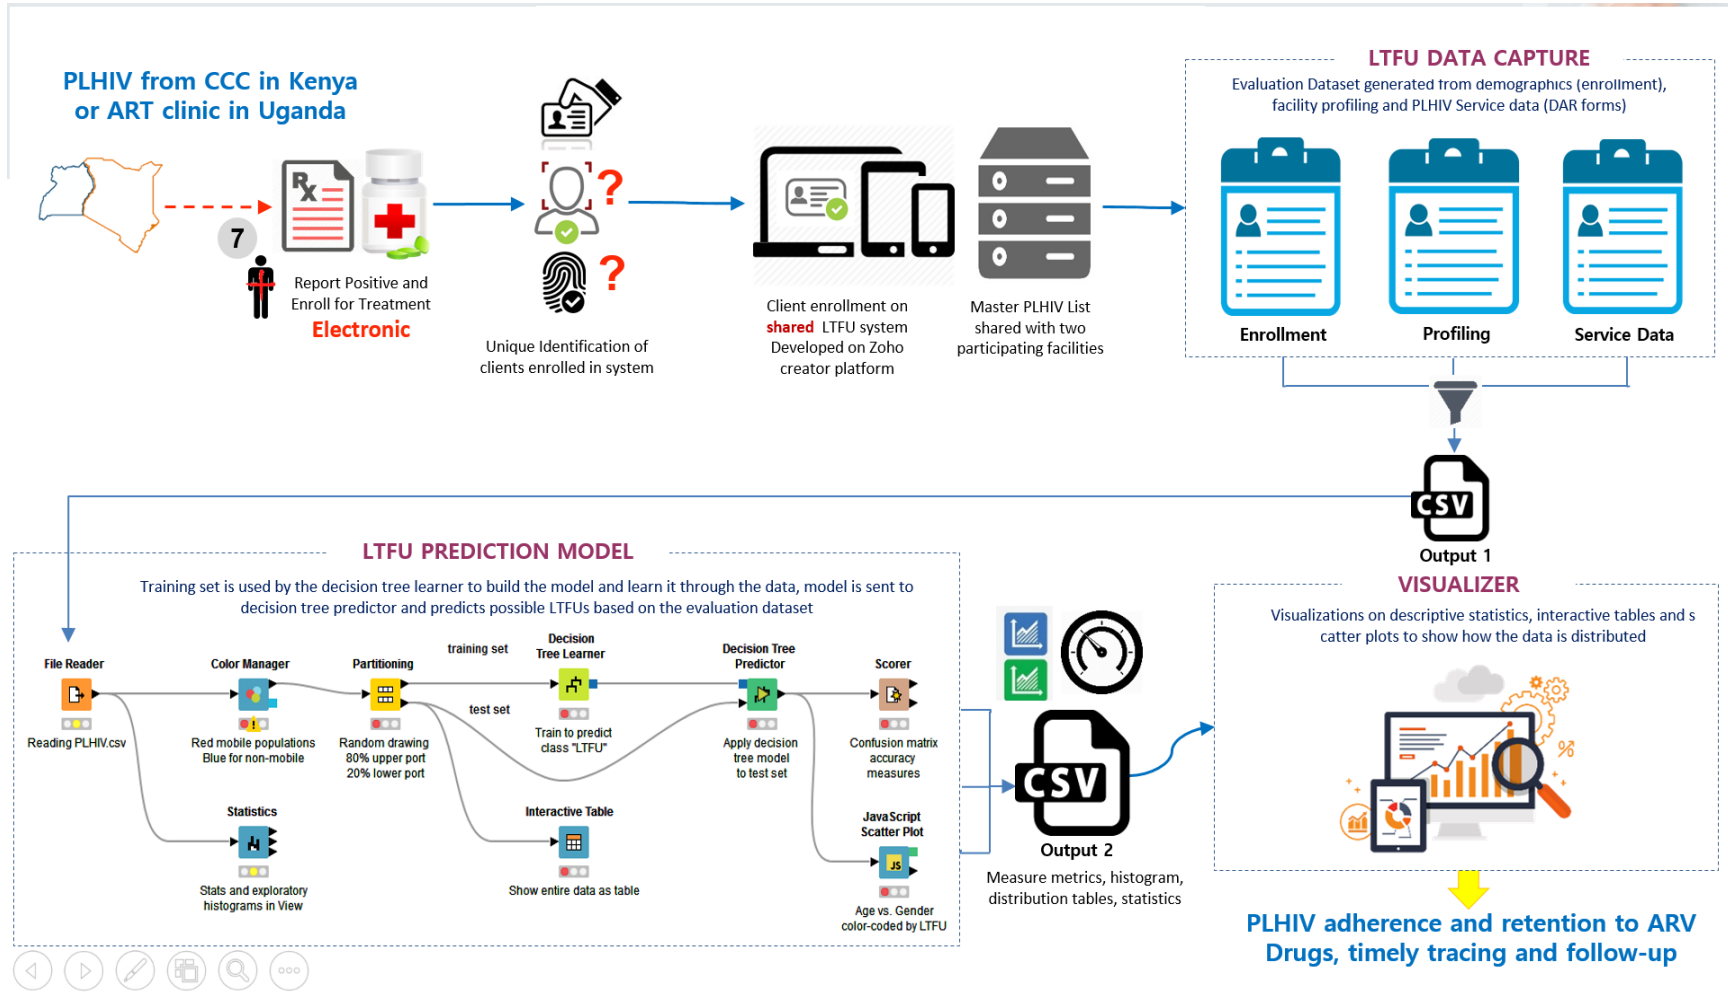 PLHIV from CCC in Kenya
or ART clinic in Uganda
7
Rx
Report Positive and
Enroll for Treatment
Electronic
?
?
Unique Identification of
clients enrolled in system
Client enrollment on
shared LTFU system
Developed on Zoho
creator platform
Master PLHIV List
shared with two
participating facilities
LTFU DATA CAPTURE
Evaluation Dataset generated from demographics (enrollment),
facility profiling and PLHIV Service data (DAR forms)
Enrollment
Profiling
Service Data
CSV
Output 1
LTFU PREDICTION MODEL
Training set is used by the decision tree learner to build the model and learn it through the data, model is sent to
decision tree predictor and predicts possible LTFUs based on the evaluation dataset
File Reader
Reading PLHIV.csv
Color Manager
!
Red mobile populations
Blue for non-mobile
Partitioning
Random drawing
80% upper port
20% lower port
training set
test set
Decision
Tree Learner
Train to predict
class "LTFU"
Decision Tree
Predictor
Apply decision
tree model
to test set
Scorer
Confusion matrix
accuracy
measures
Statistics
Stats and exploratory
histograms in View
Interactive Table
Show entire data as table
JavaScript
Scatter Plot
JS
Age vs. Gender
color-coded by LTFU
CSV
Output 2
Measure metrics, histogram,
distribution tables, statistics
VISUALIZER
Visualizations on descriptive statistics, interactive tables and s
catter plots to show how the data is distributed
%
PLHIV adherence and retention to ARV
Drugs, timely tracing and follow-up